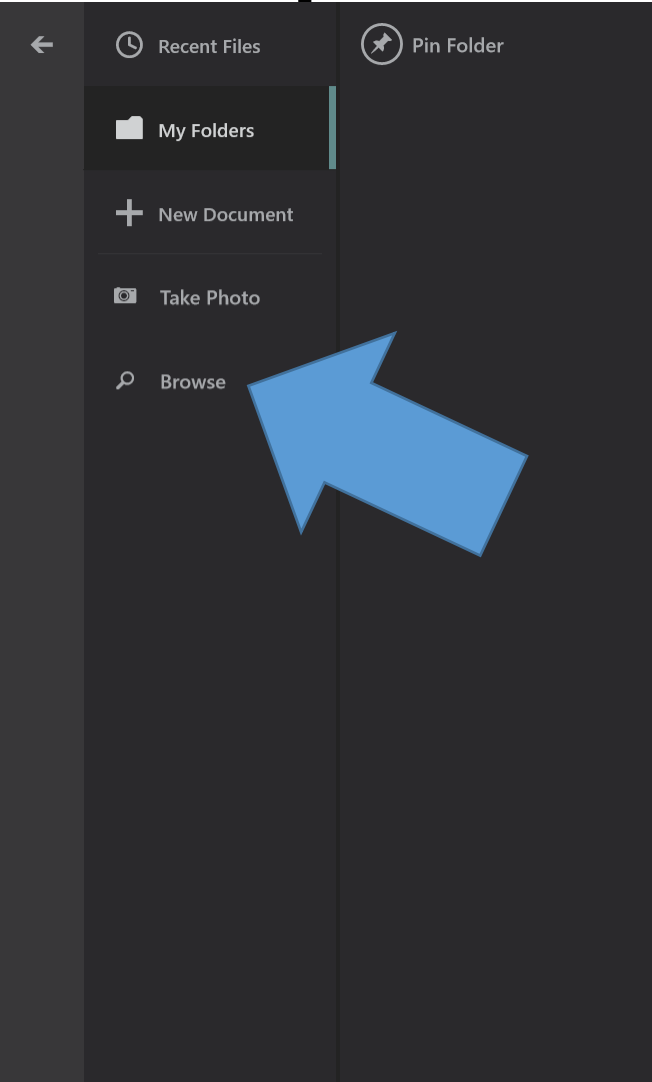 Recent Files
My Folders
New Document
Take Photo
Browse
Pin Folder